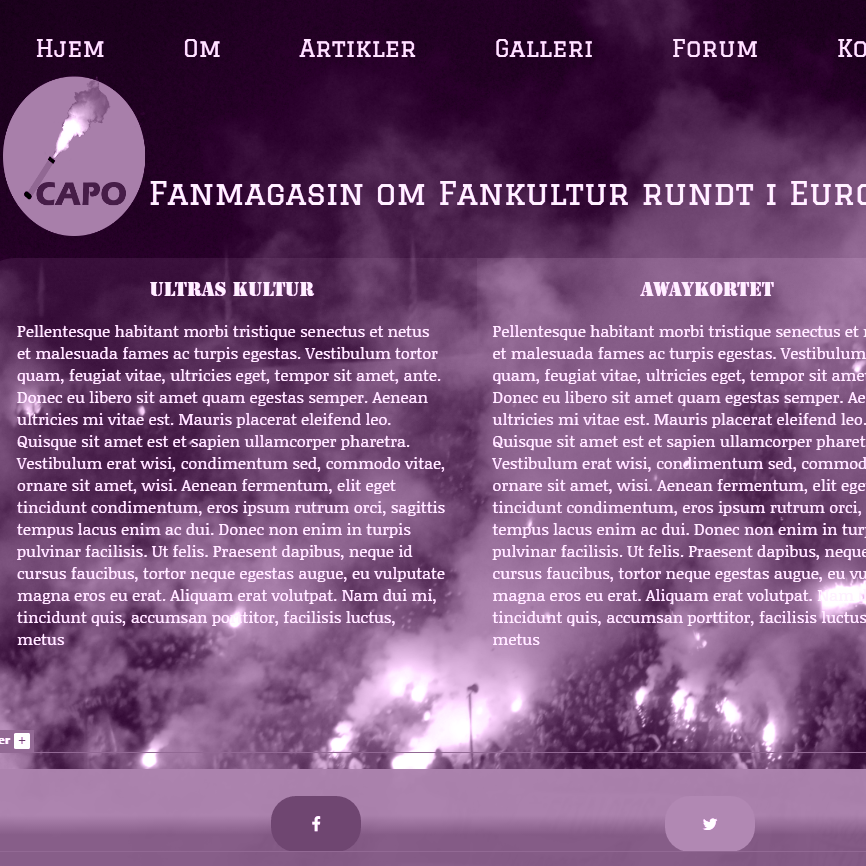 Hjem Om Artikler Galleri Forum Ko
CAPO
Fanmagasin om Fankultur rundt i Euro
ULTRAS KULTUR
Pellentesque habitant morbi tristique senectus et netus
et malesuada fames ac turpis egestas. Vestibulum tortor
quam, feugiat vitae, ultricies eget, tempor sit amet, ante.
Donec eu libero sit amet quam egestas semper. Aenean
ultricies mi vitae est. Mauris placerat eleifend leo.
Quisque sit amet est et sapien ullamcorper pharetra.
Vestibulum erat wisi, condimentum sed, commodo vitae,
ornare sit amet, wisi. Aenean fermentum, elit eget
tincidunt condimentum, eros ipsum rutrum orci, sagittis
tempus lacus enim ac dui. Donec non enim in turpis
pulvinar facilisis. Ut felis. Praesent dapibus, neque id
cursus faucibus, tortor neque egestas augue, eu vulputate
magna eros eu erat. Aliquam erat volutpat. Nam dui mi,
tincidunt quis, accumsan porttitor, facilisis luctus,
metus
AWAYKORTET
Pellentesque habitant morbi tristique senectus et
et malesuada fames ac turpis egestas. Vestibulum
quam, feugiat vitae, ultricies eget, tempor sit ame
Donec eu libero sit amet quam egestas semper. Ae
ultricies mi vitae est. Mauris placerat eleifend leo.
Quisque sit amet est et sapien ullamcorper pharet
Vestibulum erat wisi, condimentum sed, commod
ornare sit amet, wisi. Aenean fermentum, elit ege
tincidunt condimentum, eros ipsum rutrum orci,
tempus lacus enim ac dui. Donec non enim in tur
pulvinar facilisis. Ut felis. Praesent dapibus, neque
cursus faucibus, tortor neque egestas augue, eu vu
magna eros eu erat. Aliquam erat volutpat. Nam
tincidunt quis, accumsan porttitor, facilisis luctus
metus
er +